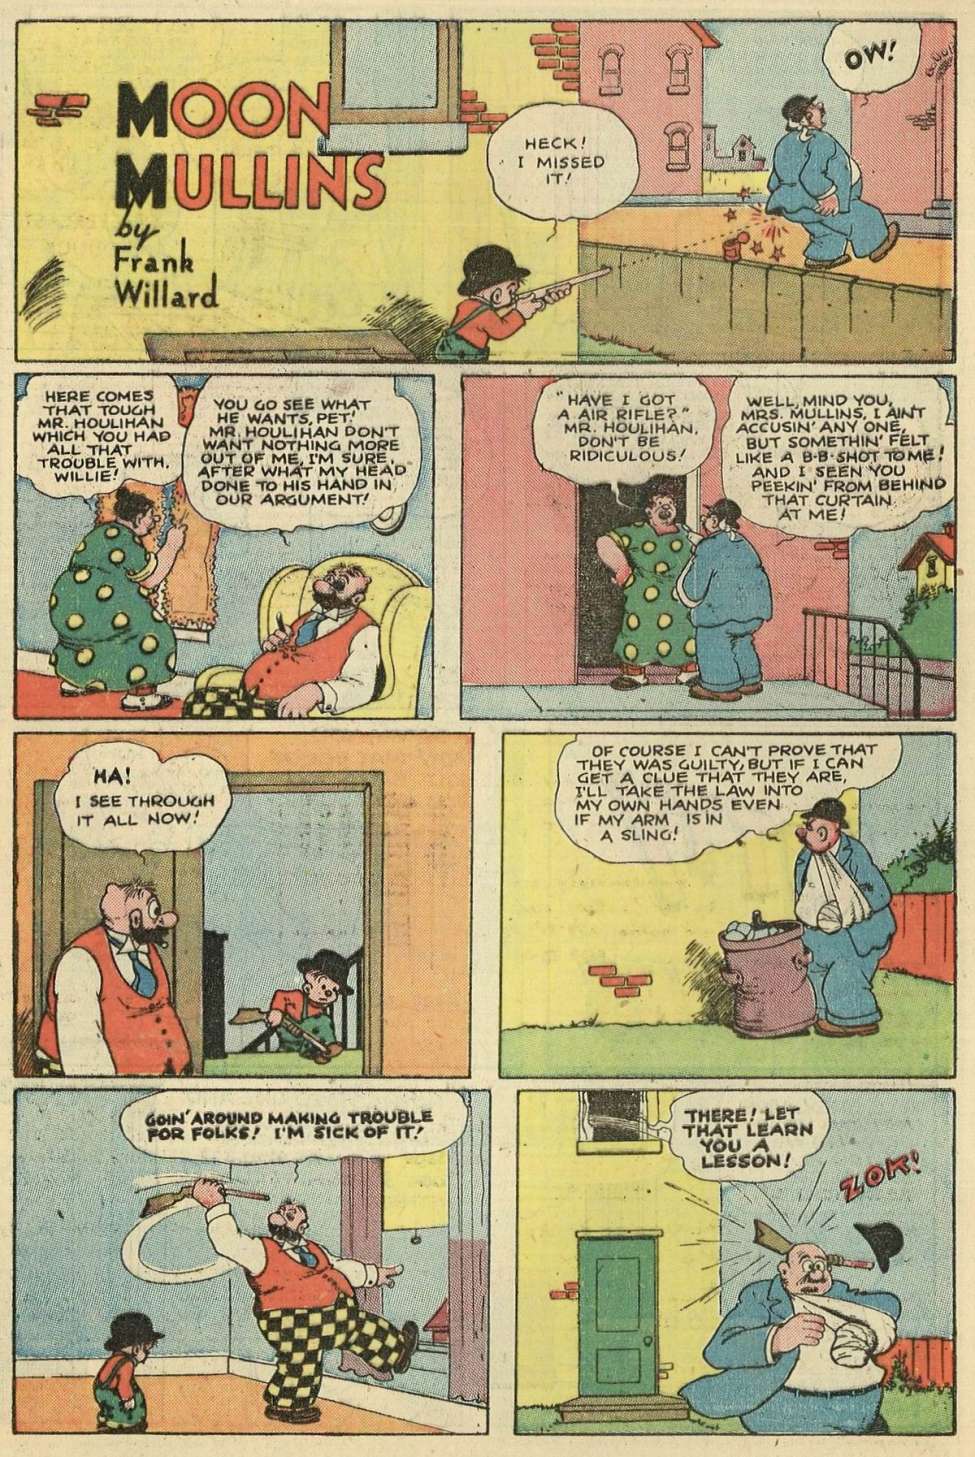 MOON
MULLINS
by
Frank
Willard
HECK!
I MISSED
IT!
OW!
HERE COMES
THAT TOUGH
MR. HOULIHAN
WHICH YOU HAD
ALL THAT
TROUBLE WITH,
WILLIE!
YOU GO SEE WHAT
HE WANTS, PET!
MR. HOULIHAN DON'T
WANT NOTHING MORE
OUT OF ME, I'M SURE,
AFTER WHAT MY HEAD
DONE TO HIS HAND IN
OUR ARGUMENT!
"HAVE I GOT
A AIR RIFLE?"
MR. HOULIHAN,
DON'T BE
RIDICULOUS!
WELL, MIND YOU,
MRS. MULLINS, I AIN'T
ACCUSIN' ANY ONE,
BUT SOMETHIN' FELT
LIKE A B-B-SHOT TO ME!
AND I SEEN YOU
PEEKIN' FROM BEHIND
THAT CURTAIN
AT ME!
HA!
I SEE THROUGH
IT ALL NOW!
OF COURSE I CAN'T PROVE THAT
THEY WAS GUILTY, BUT IF I CAN
GET A CLUE THAT THEY ARE,
I'LL TAKE THE LAW INTO
MY OWN HANDS EVEN
IF MY ARM IS IN
A SLING!
GOIN' AROUND MAKING TROUBLE
FOR FOLKS! I'M SICK OF IT!
THERE! LET
THAT LEARN
YOU A
LESSON!
ZOK!